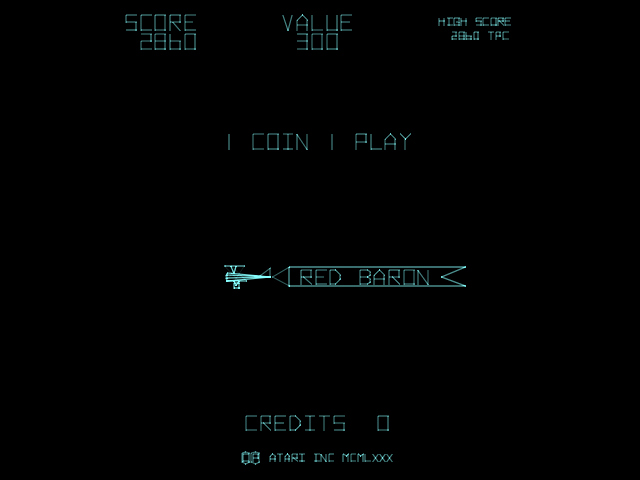 SCORE VALUE HIGH SCORE
2860 300 2860 TPC
1 COIN 1 PLAY
RED BARON
CREDITS 0
ATARI INC MCMLXXX